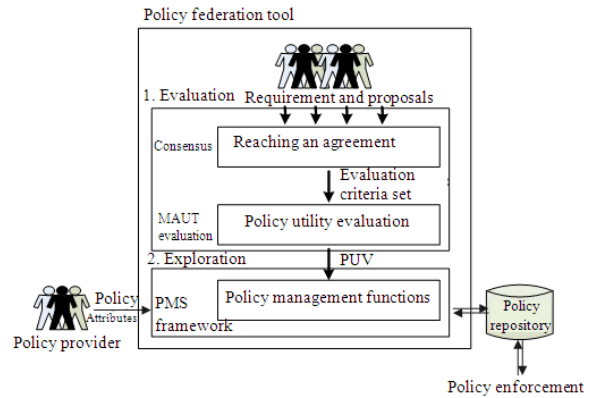 Policy federation tool
1. Evaluation
Requirement and proposals
Consensus
Reaching an agreement
Evaluation
criteria set
MAUT
evaluation
Policy utility evaluation
2. Exploration
PUV
Policy
Attributes
Policy provider
PMS
framework
Policy management functions
Policy
repository
Policy enforcement